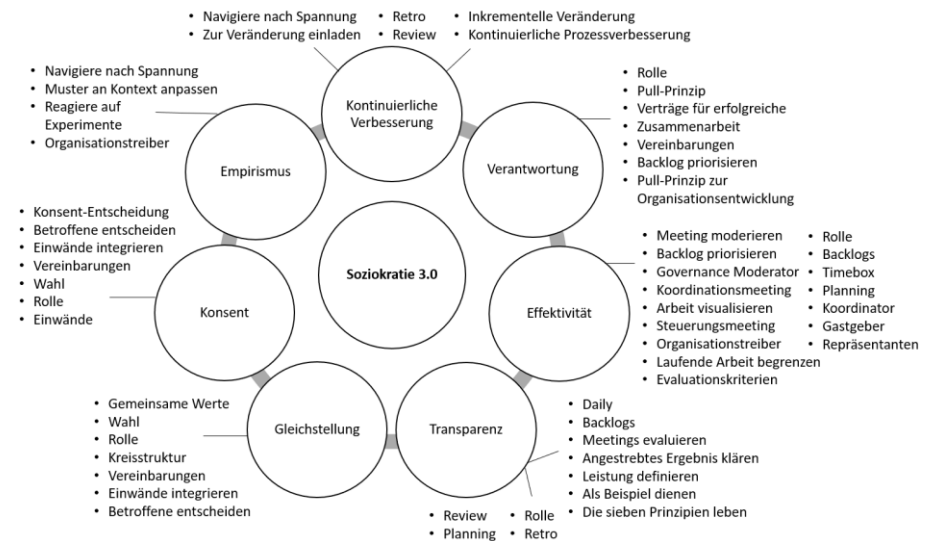 • Navigiere nach Spannung
• Zur Veränderung einladen
• Retro
• Review
• Inkrementelle Veränderung
• Kontinuierliche Prozessverbesserung
Kontinuierliche
Verbesserung
• Navigiere nach Spannung
• Muster an Kontext anpassen
• Reagiere auf
Experimente
• Organisationstreiber
Empirismus
• Rolle
• Pull-Prinzip
• Verträge für erfolgreiche
• Zusammenarbeit
• Vereinbarungen
• Backlog priorisieren
• Pull-Prinzip zur
Organisationsentwicklung
Verantwortung
Soziokratie 3.0
• Konsent-Entscheidung
• Betroffene entscheiden
• Einwände integrieren
• Vereinbarungen
• Wahl
• Rolle
• Einwände
Konsent
• Meeting moderieren
• Backlog priorisieren
• Governance Moderator
• Koordinationsmeeting
• Arbeit visualisieren
• Steuerungsmeeting
• Organisationstreiber
• Laufende Arbeit begrenzen
• Evaluationskriterien
• Rolle
• Backlogs
• Timebox
• Planning
• Koordinator
• Gastgeber
• Repräsentanten
Effektivität
• Gemeinsame Werte
• Wahl
• Rolle
• Kreisstruktur
• Vereinbarungen
• Einwände integrieren
• Betroffene entscheiden
Gleichstellung
Transparenz
• Daily
• Backlogs
• Meetings evaluieren
• Angestrebtes Ergebnis klären
• Leistung definieren
• Als Beispiel dienen
• Die sieben Prinzipien leben
• Review
• Planning
• Rolle
• Retro